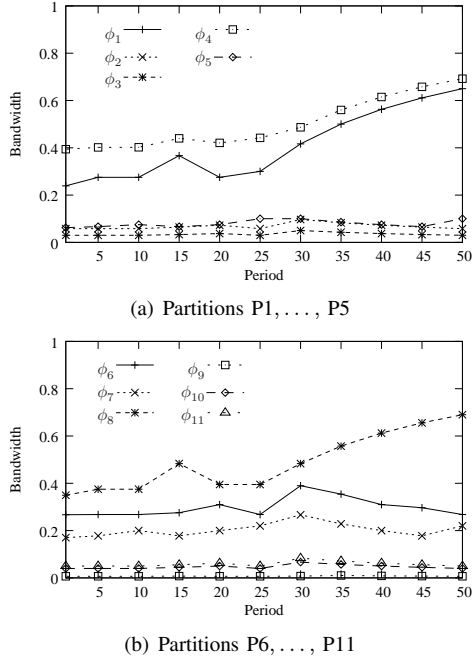 1
0.8
0.6
0.4
0.2
0
Bandwidth
ϕ1
ϕ2
ϕ3
ϕ4
ϕ5
5 10 15 20 25 30 35 40 45 50
Period
(a) Partitions P1,..., P5
1
0.8
0.6
0.4
0.2
0
Bandwidth
ϕ6
ϕ7
ϕ8
ϕ9
ϕ10
ϕ11
5 10 15 20 25 30 35 40 45 50
Period
(b) Partitions P6,..., P11